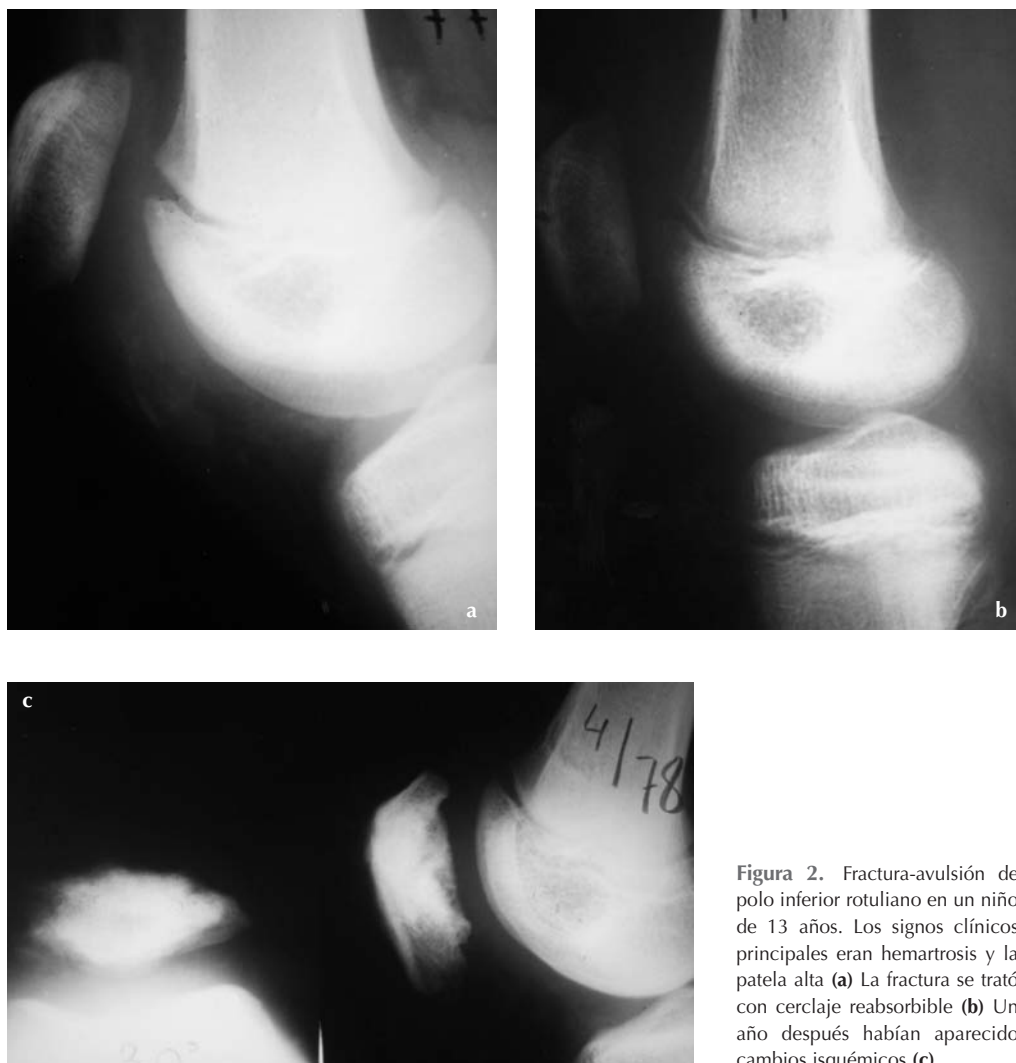 a
b
c
4/78
30°
Figura 2. Fractura-avulsión de
polo inferior rotuliano en un niño
de 13 años. Los signos clínicos
principales eran hemartrosis y la
patela alta (a) La fractura se trató
con cerclaje reabsorbible (b) Un
año después habían aparecido
cambios isquémicos (c)